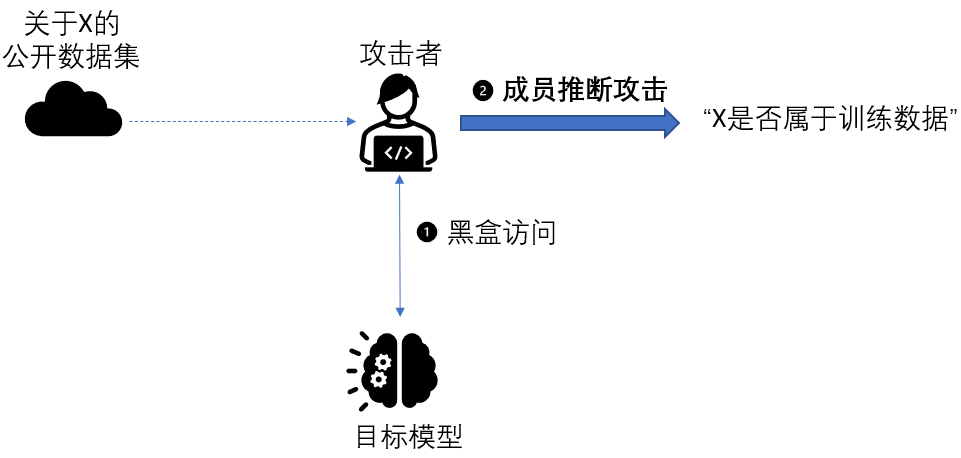 关于X的
公开数据集
攻击者
❷ 成员推断攻击
“X是否属于训练数据”
</>
❶ 黑盒访问
目标模型